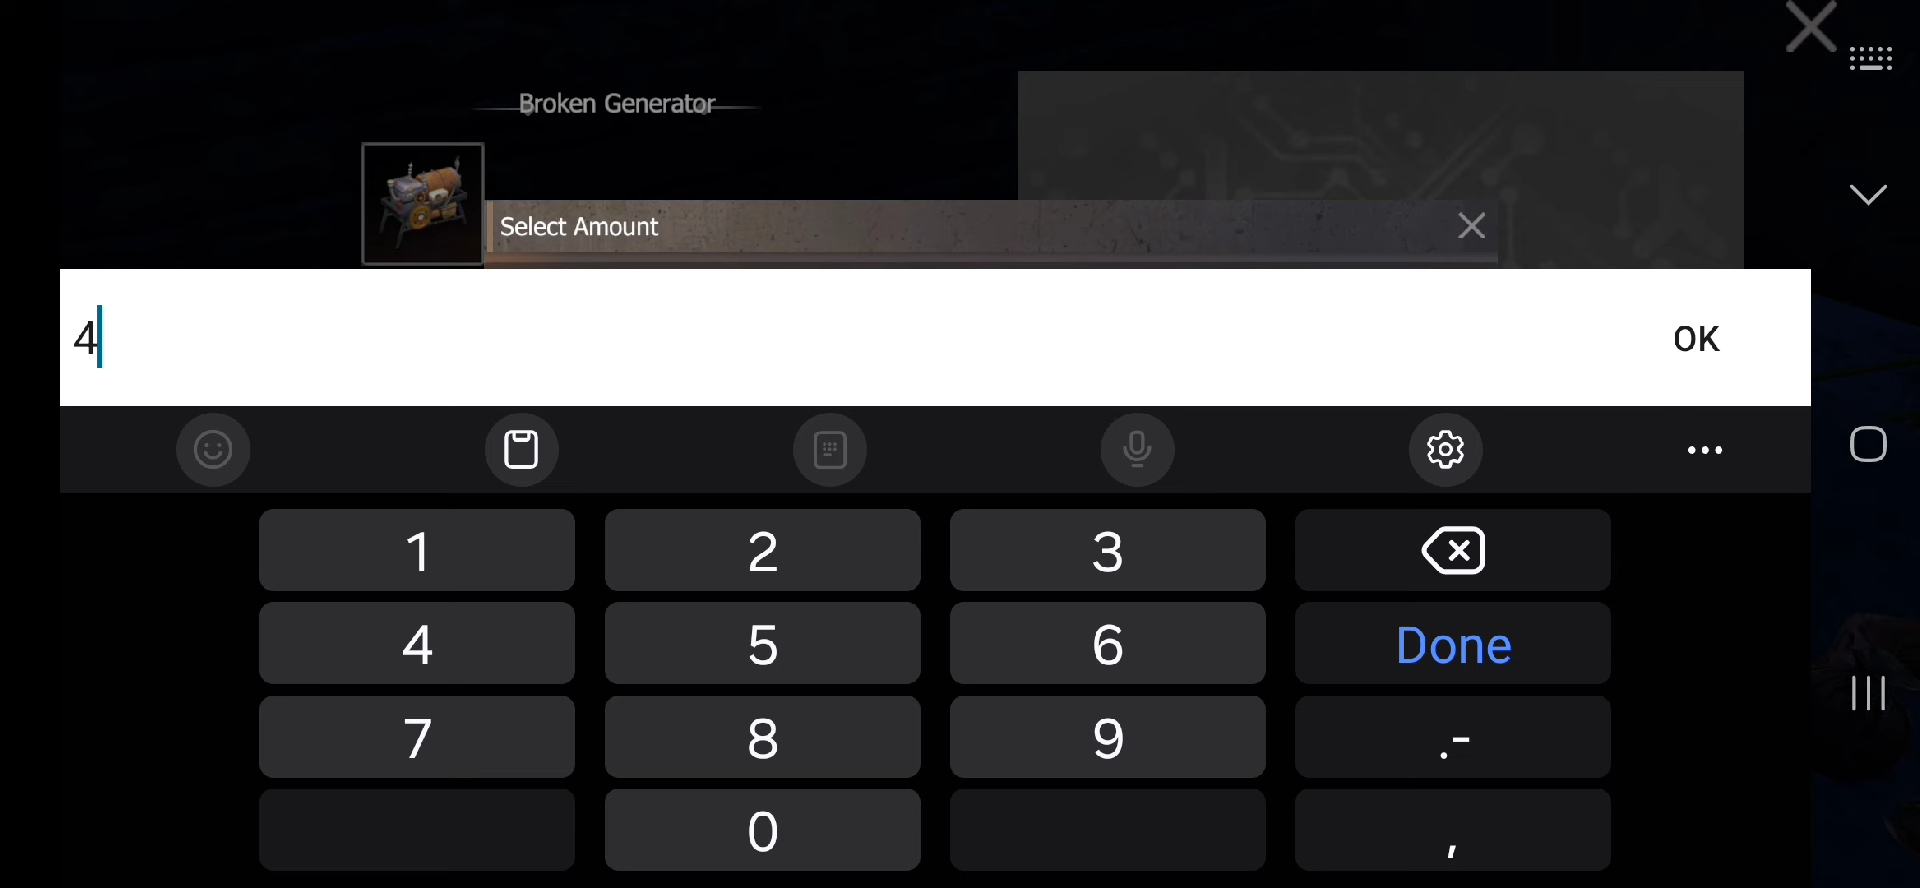 Broken Generator
Select Amount
4
OK
1 2 3
4 5 6 Done
7 8 9 .-
0 ,